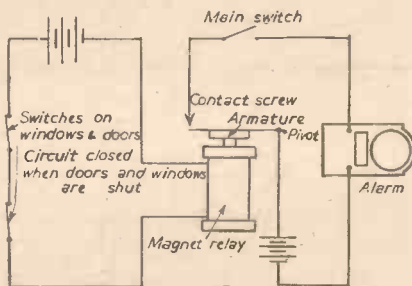 Main switch
Contact screw
Armature
Pivot
Switches on
windows & doors
Circuit closed
when doors and windows
are shut
Alarm
Magnet relay